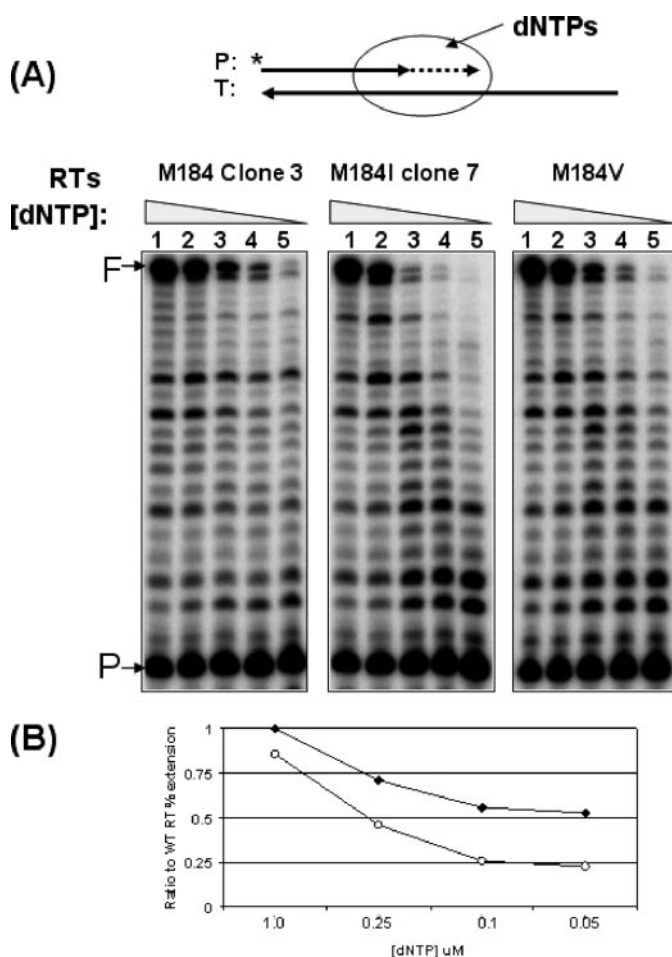 (A)
dNTPs
P: *
T:
RTs
M184 Clone 3 M184I clone 7 M184V
[dNTP]:
1 2 3 4 5 1 2 3 4 5 1 2 3 4 5
F
P
(B)
Ratio to WT RT % extension
1
0.75
0.5
0.25
0
1.0 0.25 0.1 0.05
[dNTP] uM